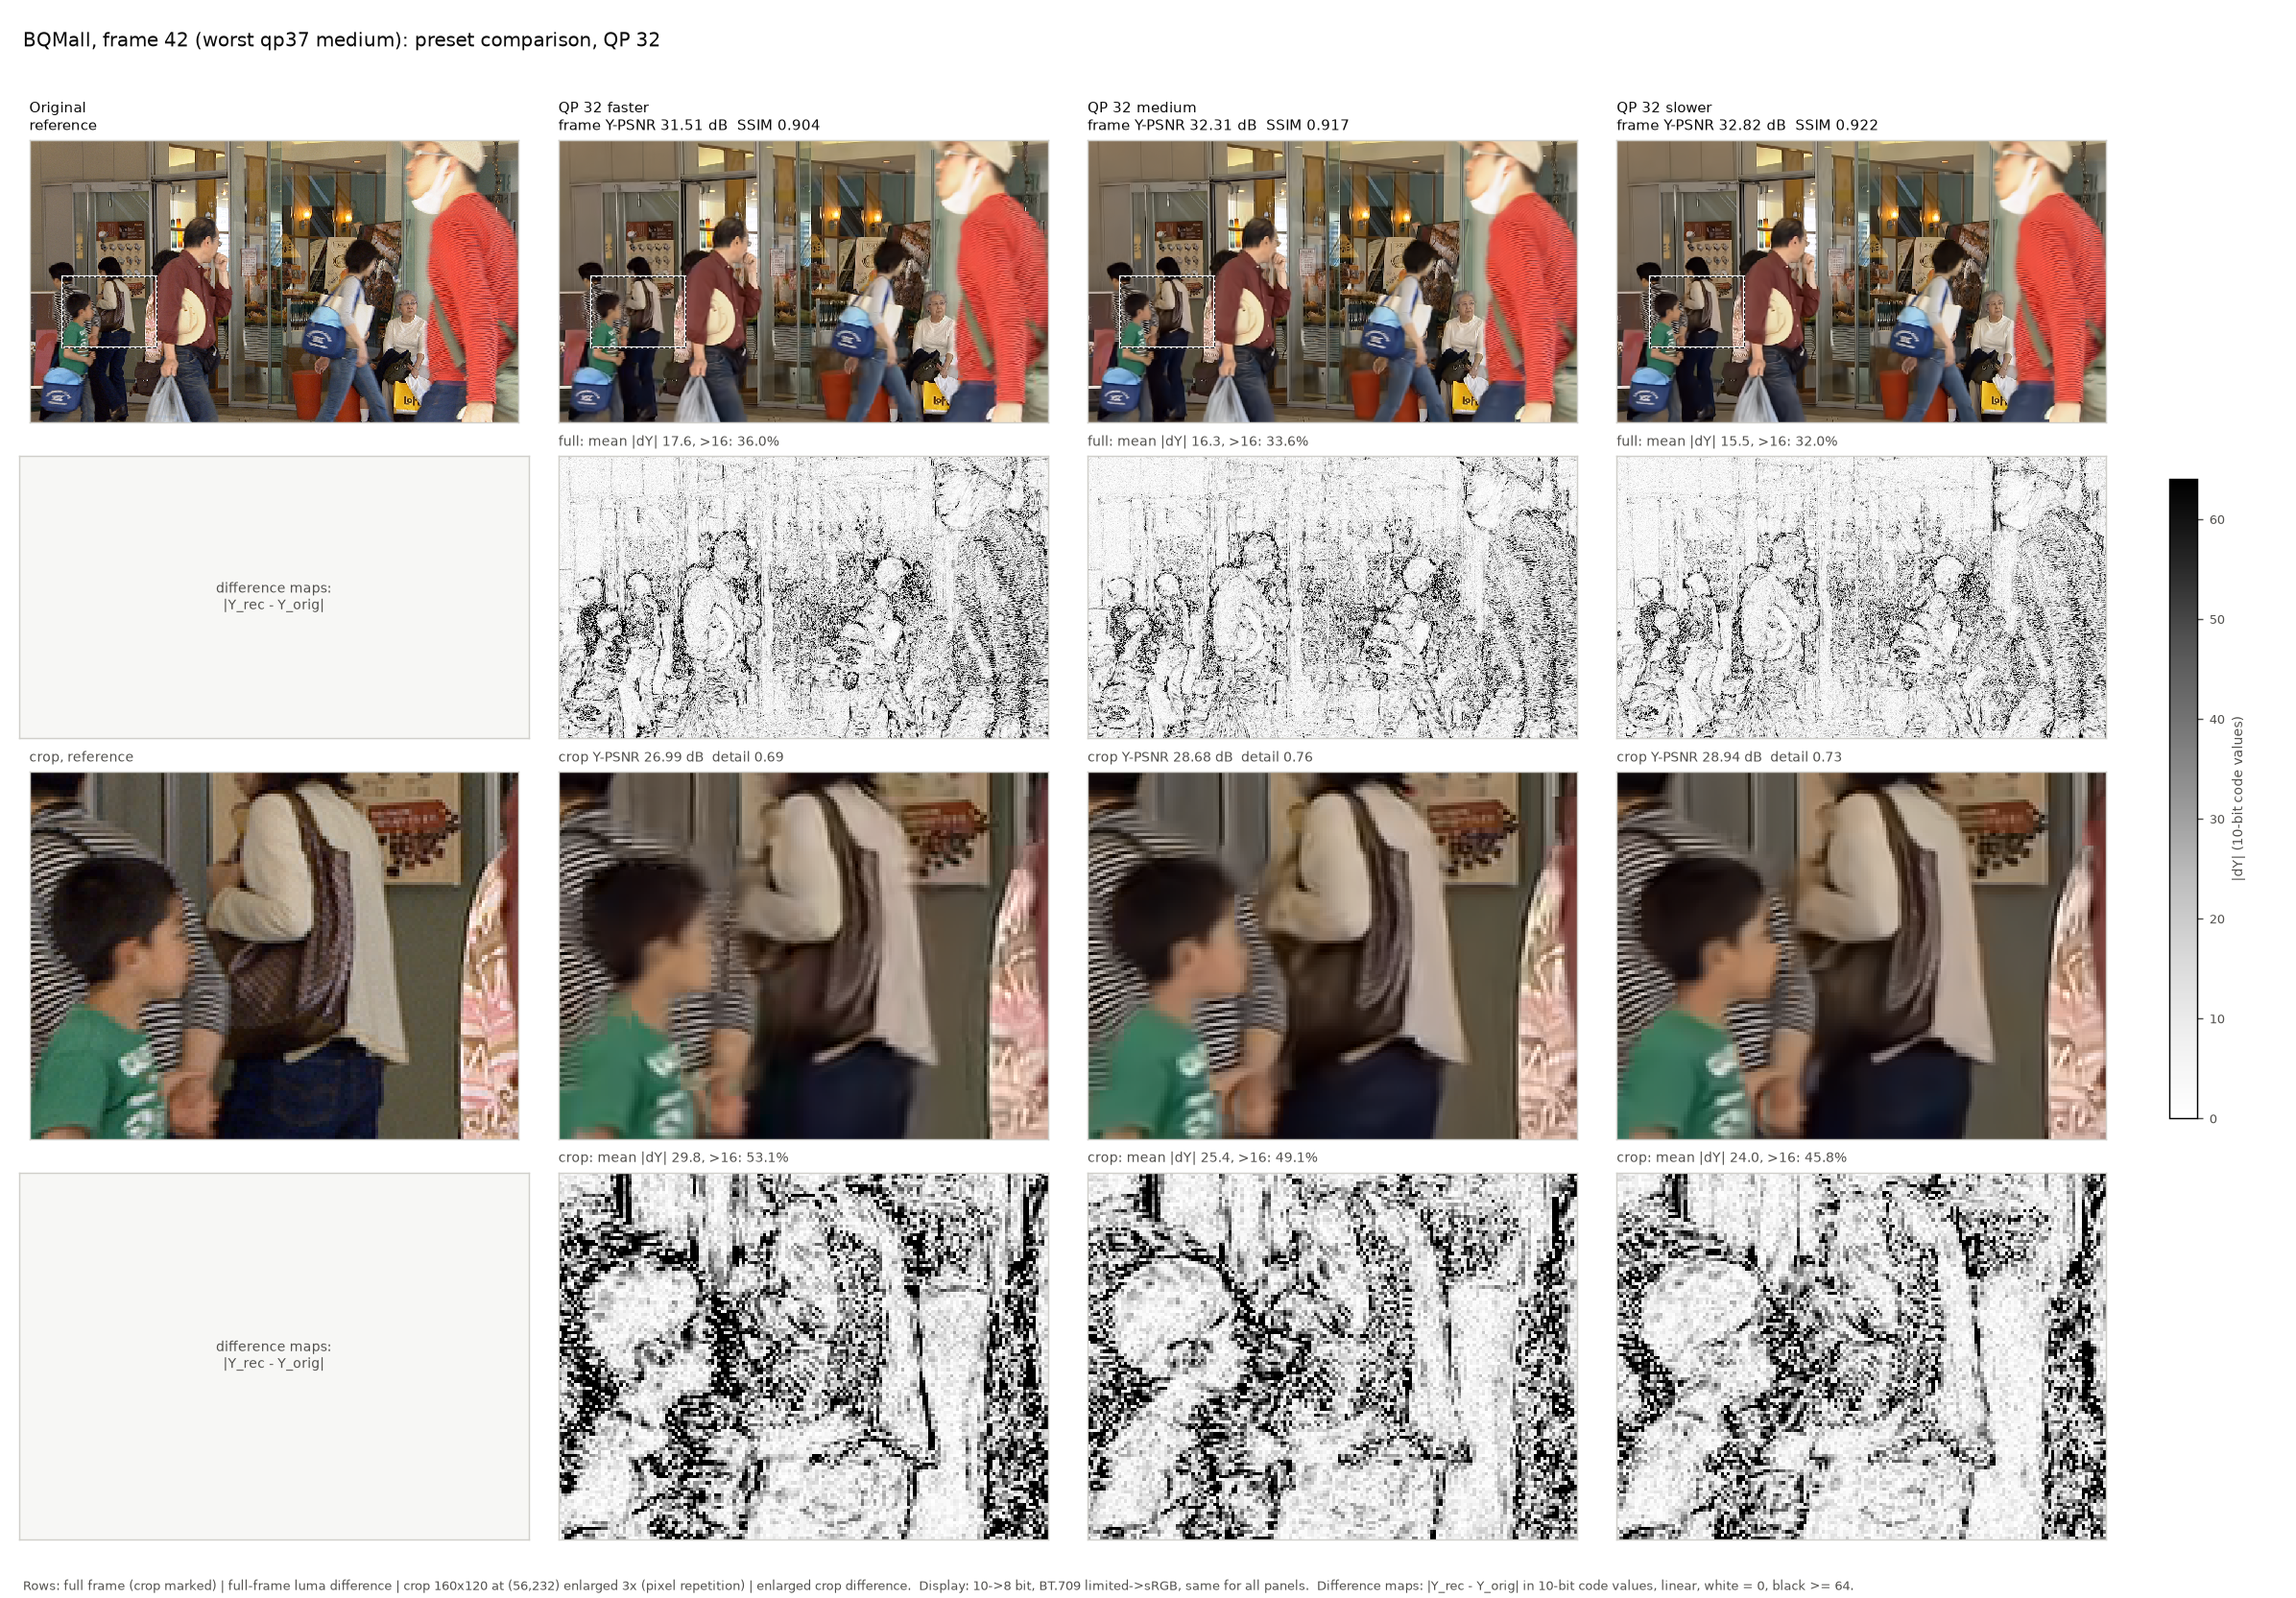 BQMall, frame 42 (worst qp37 medium): preset comparison, QP 32
Original
reference
QP 32 faster
frame Y-PSNR 31.51 dB  SSIM 0.904
QP 32 medium
frame Y-PSNR 32.31 dB  SSIM 0.917
QP 32 slower
frame Y-PSNR 32.82 dB  SSIM 0.922
full: mean |dY| 17.6, >16: 36.0%
full: mean |dY| 16.3, >16: 33.6%
full: mean |dY| 15.5, >16: 32.0%
difference maps:
|Y_rec - Y_orig|
60
50
40
30
20
10
0
|dY| (10-bit code values)
crop, reference
crop Y-PSNR 26.99 dB  detail 0.69
crop Y-PSNR 28.68 dB  detail 0.76
crop Y-PSNR 28.94 dB  detail 0.73
crop: mean |dY| 29.8, >16: 53.1%
crop: mean |dY| 25.4, >16: 49.1%
crop: mean |dY| 24.0, >16: 45.8%
difference maps:
|Y_rec - Y_orig|
Rows: full frame (crop marked) | full-frame luma difference | crop 160x120 at (56,232) enlarged 3x (pixel repetition) | enlarged crop difference.  Display: 10->8 bit, BT.709 limited->sRGB, same for all panels.  Difference maps: |Y_rec - Y_orig| in 10-bit code values, linear, white = 0, black >= 64.